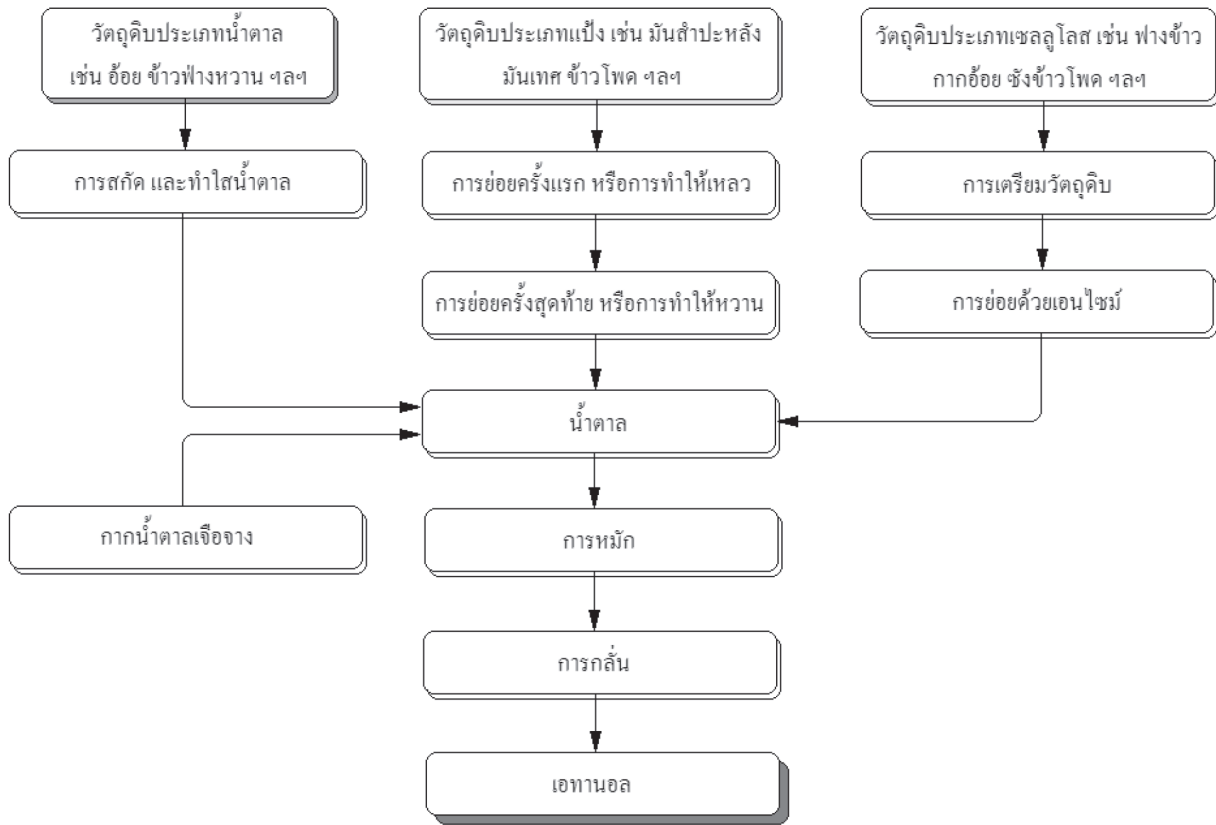 วัตถุดิบประเภทน้ำตาล
เช่น อ้อย ข้าวฟ่างหวาน ฯลฯ
วัตถุดิบประเภทแป้ง เช่น มันสำปะหลัง
มันเทศ ข้าวโพด ฯลฯ
วัตถุดิบประเภทเซลลูโลส เช่น ฟางข้าว
กากอ้อย ซังข้าวโพด ฯลฯ
การสกัด และทำใสน้ำตาล
การย่อยครั้งแรก หรือการทำให้เหลว
การเตรียมวัตถุดิบ
การย่อยครั้งสุดท้าย หรือการทำให้หวาน
การย่อยด้วยเอนไซม์
น้ำตาล
กากน้ำตาลเจือจาง
การหมัก
การกลั่น
เอทานอล